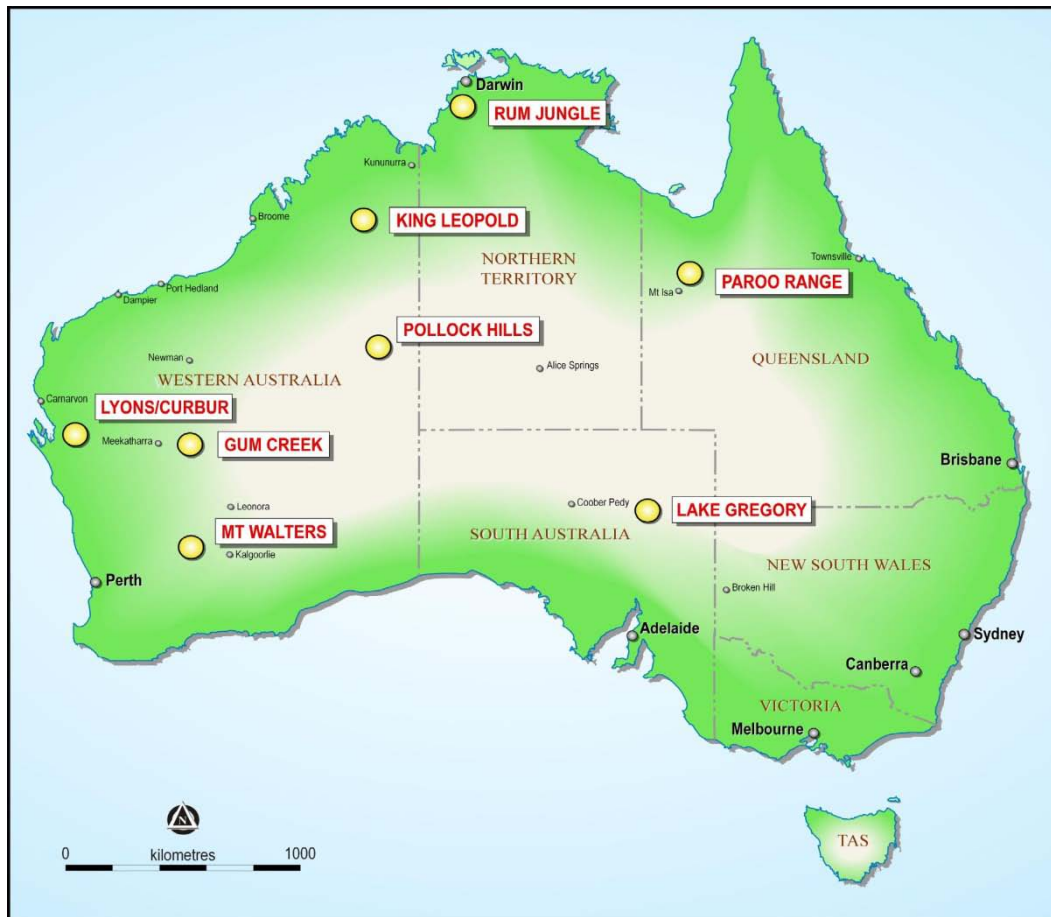 Darwin
RUM JUNGLE
Kununurra
Broome
KING LEOPOLD
NORTHERN
TERRITORY
Townsville
Mt Isa
PAROO RANGE
Port Hedland
Dampier
POLLOCK HILLS
Newman
Alice Springs
QUEENSLAND
WESTERN AUSTRALIA
Carnarvon
LYONS/CURBUR
Meekatharra
GUM CREEK
Brisbane
Leonora
Coober Pedy
LAKE GREGORY
MT WALTERS
SOUTH AUSTRALIA
Kalgoorlie
NEW SOUTH WALES
Perth
Broken Hill
Adelaide
Sydney
Canberra
VICTORIA
Melbourne
N
TAS
0 kilometres 1000